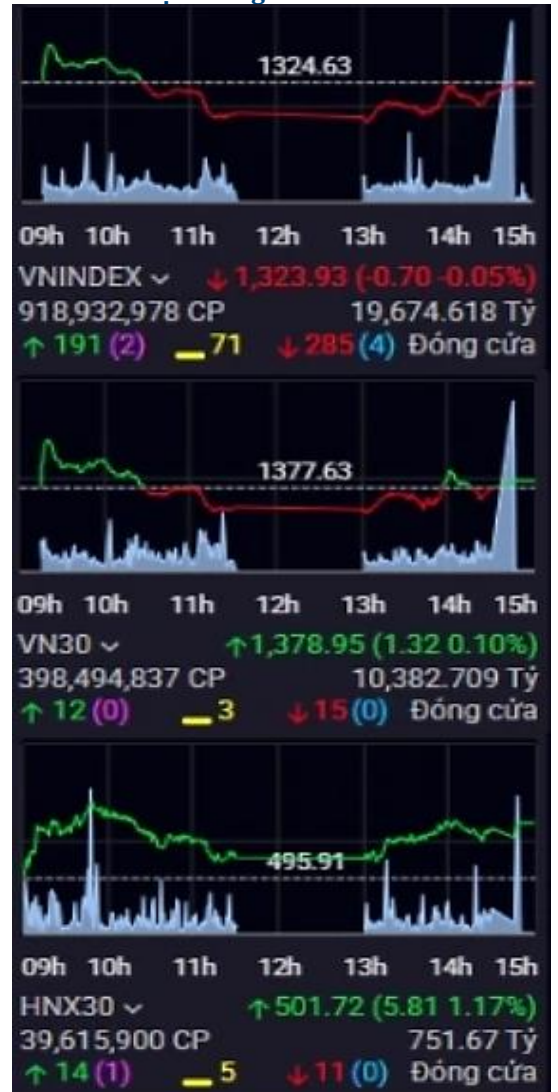 1324.63
09h 10h 11h 12h 13h 14h 15h
VNINDEX ↓ 1,323.93 (-0.70 -0.05%)
918,932,978 CP 19,674.618 Tỷ
↑ 191 (2) 71 ↓ 285 (4) Đóng cửa
1377.63
09h 10h 11h 12h 13h 14h 15h
VN30 ↑ 1,378.95 (1.32 0.10%)
398,494,837 CP 10,382.709 Tỷ
↑ 12 (0) 3 ↓ 15 (0) Đóng cửa
495.91
09h 10h 11h 12h 13h 14h 15h
HNX30 ↑ 501.72 (5.81 1.17%)
39,615,900 CP 751.67 Tỷ
↑ 14 (1) 5 ↓ 11 (0) Đóng cửa